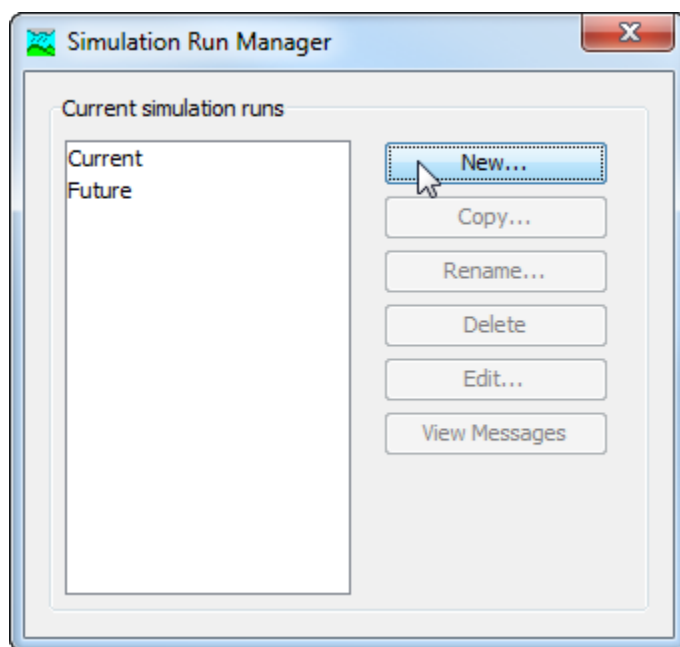 Simulation Run Manager
Current simulation runs
Current
Future
New...
Copy...
Rename...
Delete
Edit...
View Messages